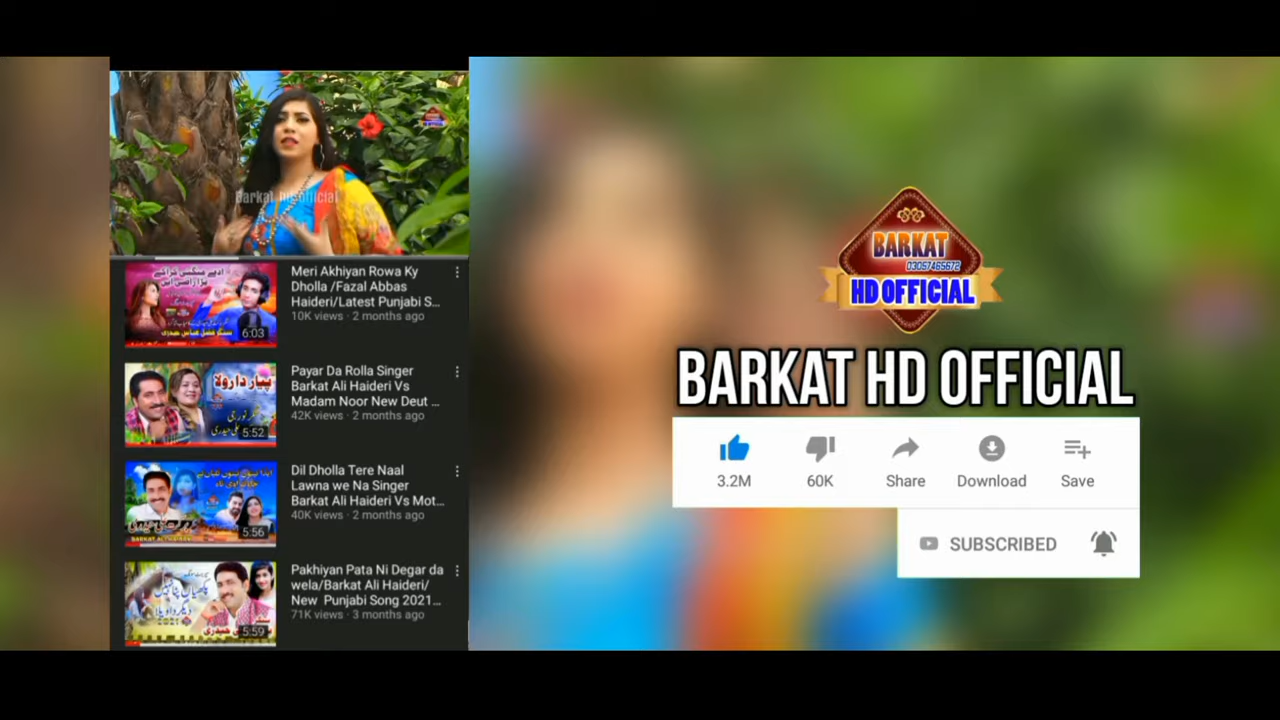 Barkat hd official
Meri Akhiyan Rowa Ky
Dholla /Fazal Abbas
Haideri/Latest Punjabi S...
10K views · 2 months ago
6:03
Payar Da Rolla Singer
Barkat Ali Haideri Vs
Madam Noor New Deut ...
42K views · 2 months ago
پیار دا رولا
5:52
Dil Dholla Tere Naal
Lawna we Na Singer
Barkat Ali Haideri Vs Mot...
40K views · 2 months ago
5:56
Pakhiyan Pata Ni Degar da
wela/Barkat Ali Haideri/
New Punjabi Song 2021...
71K views · 3 months ago
5:59
BARKAT
03057465672
HD OFFICIAL
BARKAT HD OFFICIAL
3.2M
60K
Share
Download
Save
SUBSCRIBED